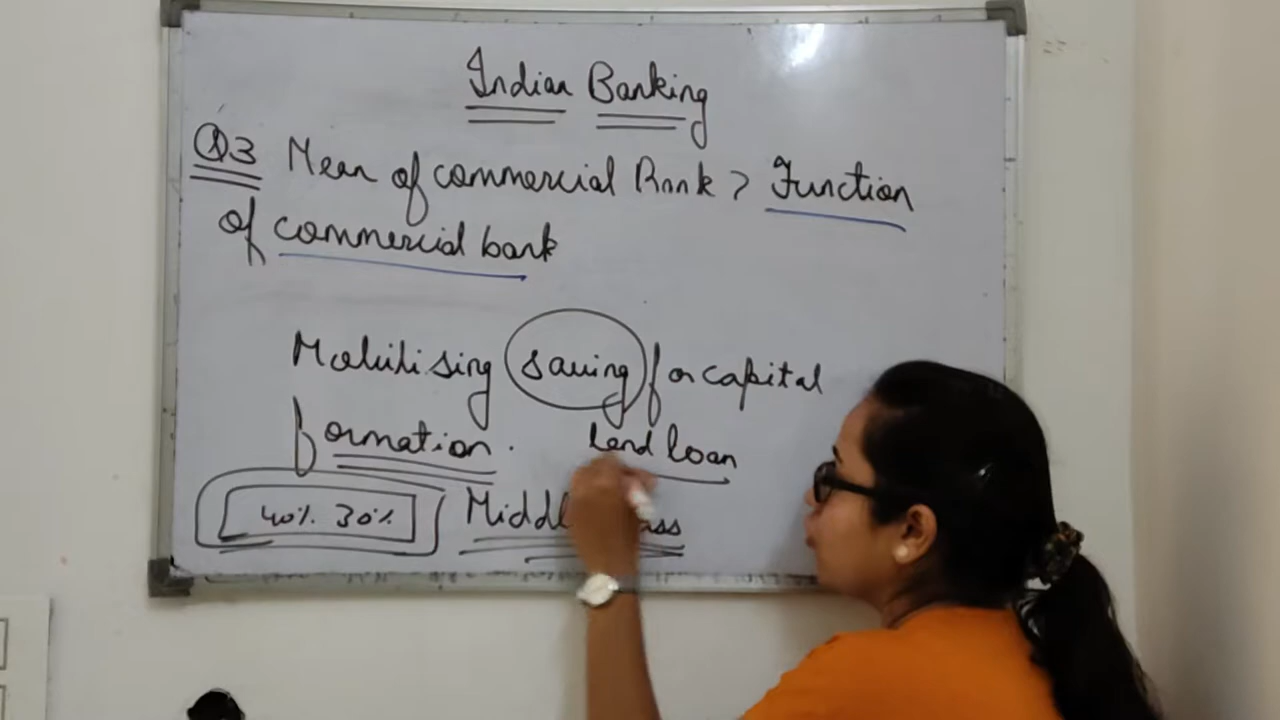 Indian Banking
Q3 Mean of commercial Bank > Function
of commercial bank
Mobilising saving for capital
formation.
Lend loan
40% 30% Middle